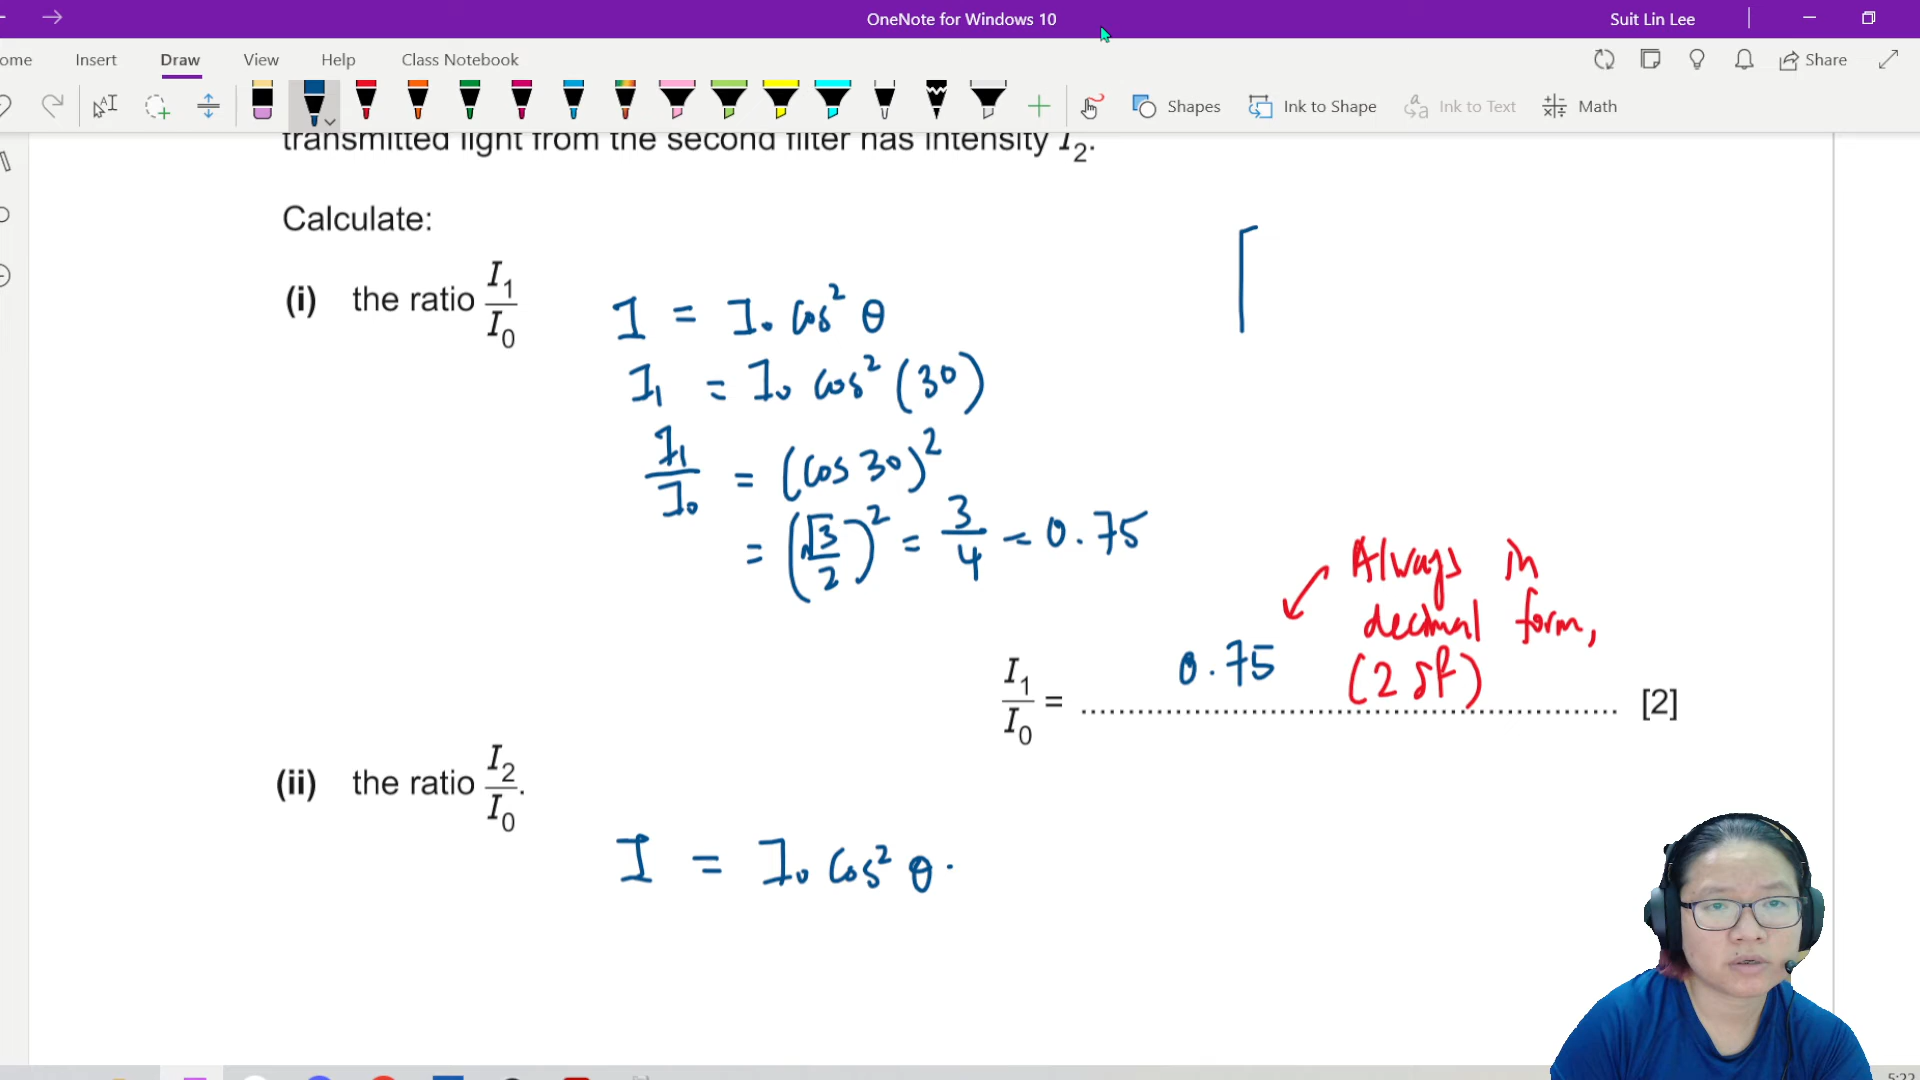 OneNote for Windows 10
Suit Lin Lee
ome Insert Draw View Help Class Notebook Share
Shapes Ink to Shape Ink to Text Math
transmitted light from the second filter has intensity I₂.
Calculate:
(i) the ratio I₁/I₀
I = I₀ cos² θ
I₁ = I₀ cos² (30)
I₁/I₀ = (cos 30)²
= (√3/2)² = 3/4 = 0.75
Always in
decimal form,
(2 sf)
I₁/I₀ = 0.75 [2]
(ii) the ratio I₂/I₀.
I = I₀ cos² θ.